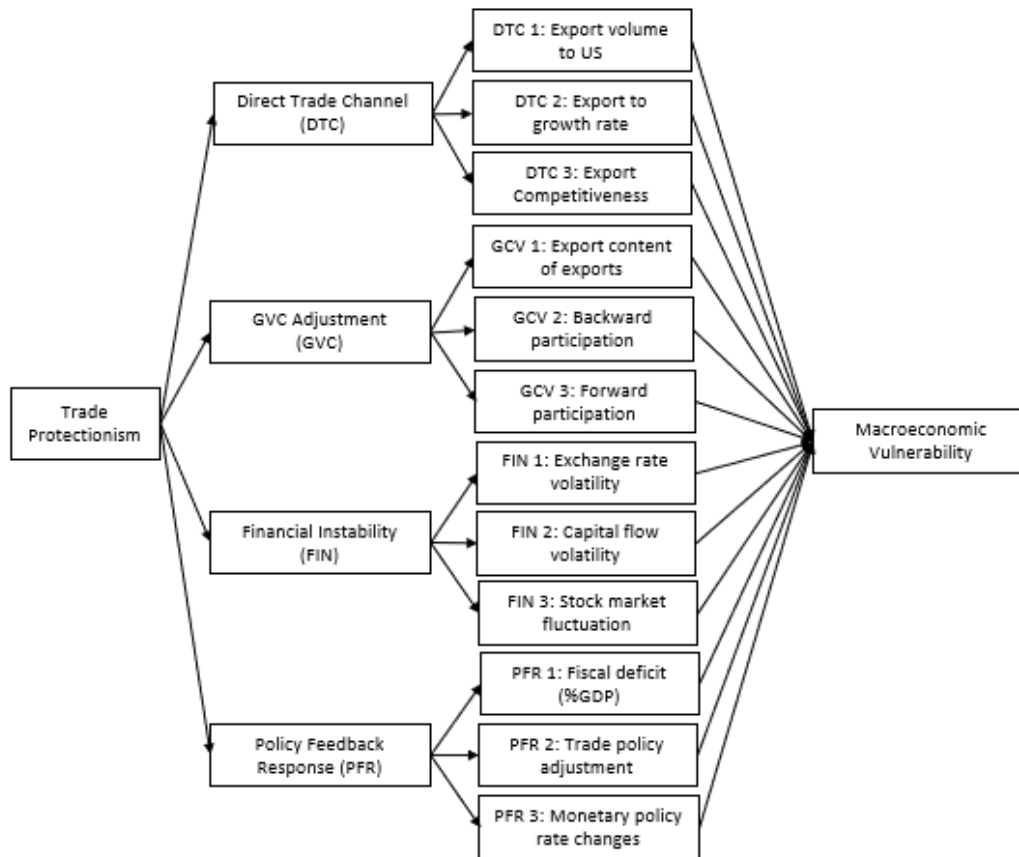 Trade
Protectionism
Direct Trade Channel
(DTC)
GVC Adjustment
(GVC)
Financial Instability
(FIN)
Policy Feedback
Response (PFR)
DTC 1: Export volume
to US
DTC 2: Export to
growth rate
DTC 3: Export
Competitiveness
GCV 1: Export content
of exports
GCV 2: Backward
participation
GCV 3: Forward
participation
FIN 1: Exchange rate
volatility
FIN 2: Capital flow
volatility
FIN 3: Stock market
fluctuation
PFR 1: Fiscal deficit
(%GDP)
PFR 2: Trade policy
adjustment
PFR 3: Monetary policy
rate changes
Macroeconomic
Vulnerability